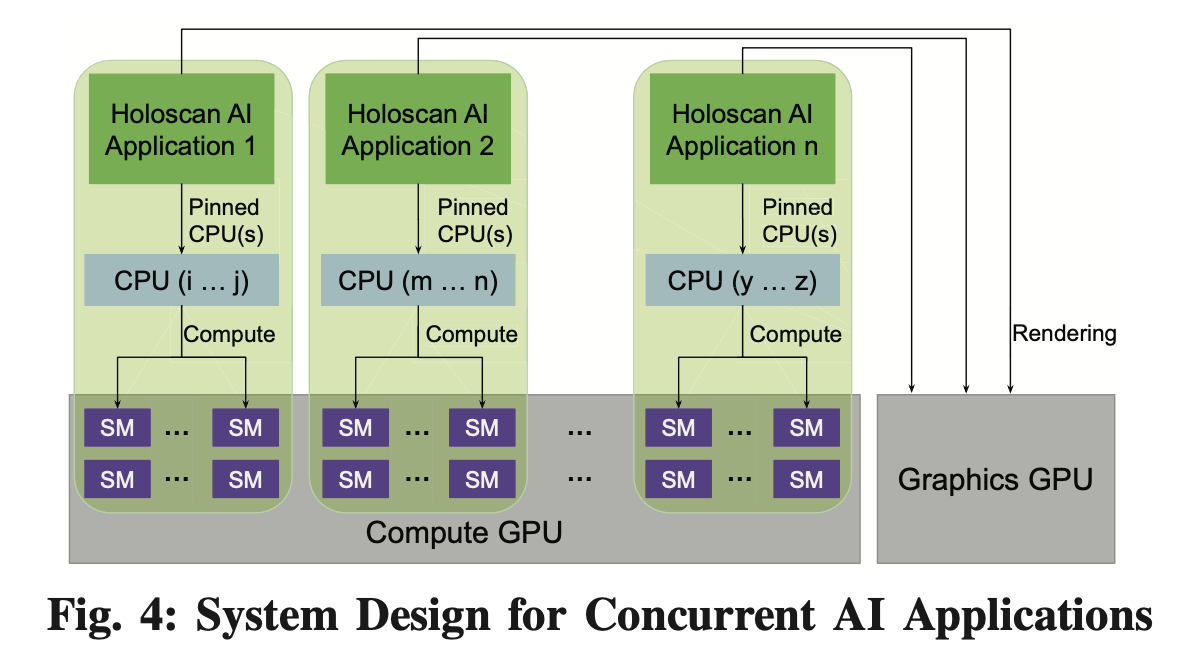 Holoscan AI
Application 1
Holoscan AI
Application 2
Holoscan AI
Application n
Pinned
CPU(s)
Pinned
CPU(s)
Pinned
CPU(s)
CPU (i ... j)
CPU (m ... n)
CPU (y ... z)
Compute
Compute
Compute
Rendering
SM ... SM
SM ... SM
...
SM ... SM
SM ... SM
SM ... SM
...
SM ... SM
Compute GPU
Graphics GPU
Fig. 4: System Design for Concurrent AI Applications